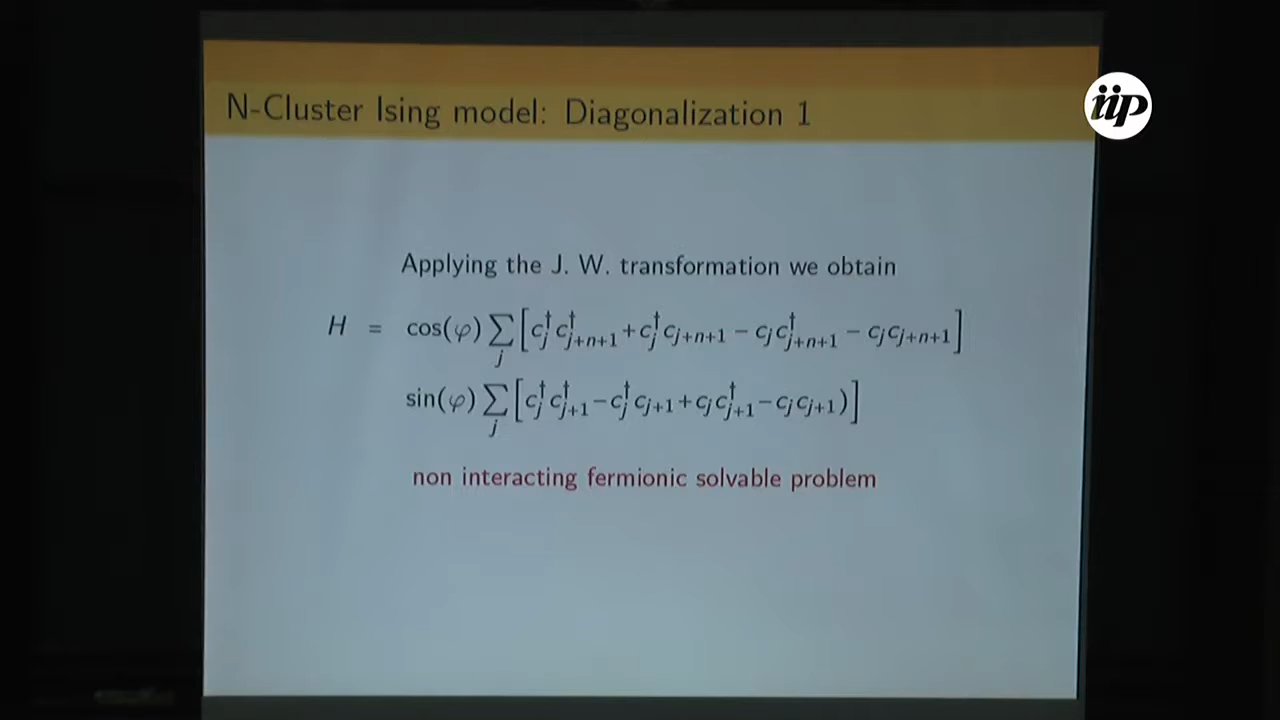 N-Cluster Ising model: Diagonalization 1
iip
Applying the J. W. transformation we obtain
H = cos(φ) ∑_j [c_j^† c_{j+n+1}^† + c_j^† c_{j+n+1} − c_j c_{j+n+1}^† − c_j c_{j+n+1}]
sin(φ) ∑_j [c_j^† c_{j+1}^† − c_j^† c_{j+1} + c_j c_{j+1}^† − c_j c_{j+1})]
non interacting fermionic solvable problem